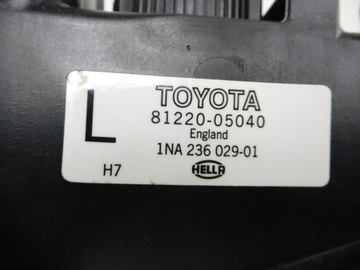 TOYOTA
L
81220-05040
England
1NA 236 029-01
H7
HELLA